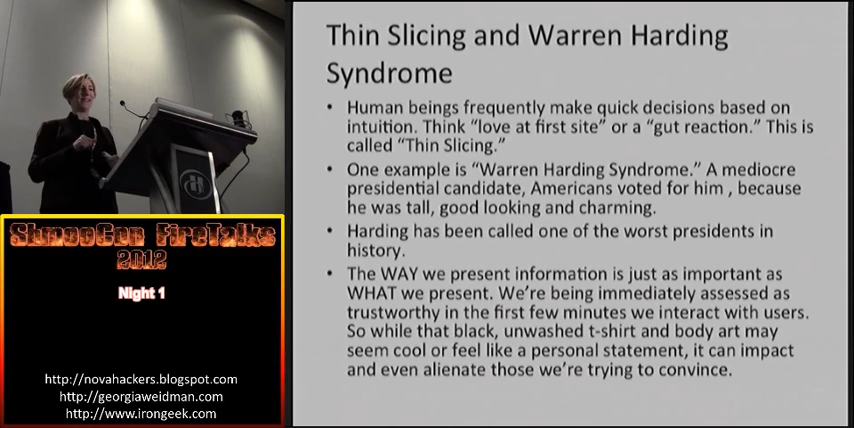 Thin Slicing and Warren Harding
Syndrome
• Human beings frequently make quick decisions based on
intuition. Think “love at first site” or a “gut reaction.” This is
called “Thin Slicing.”
• One example is “Warren Harding Syndrome.” A mediocre
presidential candidate, Americans voted for him , because
he was tall, good looking and charming.
• Harding has been called one of the worst presidents in
history.
• The WAY we present information is just as important as
WHAT we present. We’re being immediately assessed as
trustworthy in the first few minutes we interact with users.
So while that black, unwashed t-shirt and body art may
seem cool or feel like a personal statement, it can impact
and even alienate those we’re trying to convince.
ShmooCon FireTalks
2012
Night 1
http://novahackers.blogspot.com
http://georgiaweidman.com
http://www.irongeek.com